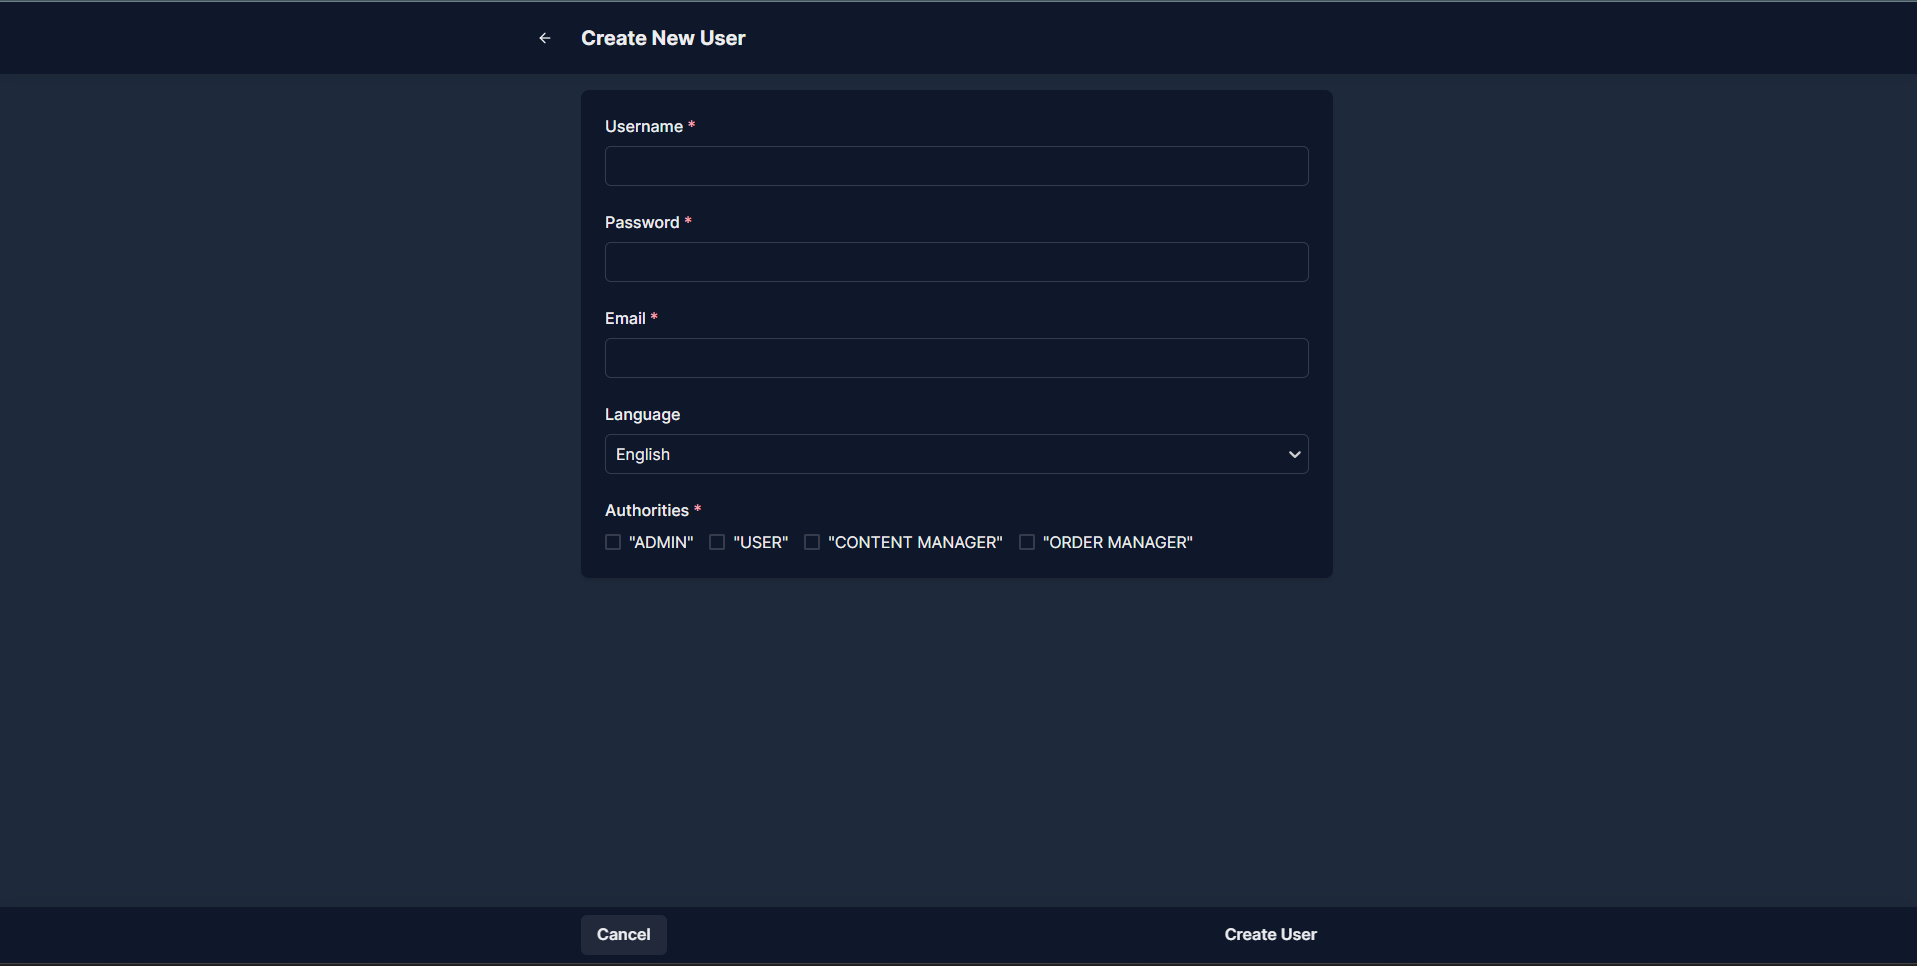 Create New User
Username *
Password *
Email *
Language
English
Authorities *
"ADMIN" "USER" "CONTENT MANAGER" "ORDER MANAGER"
Cancel Create User